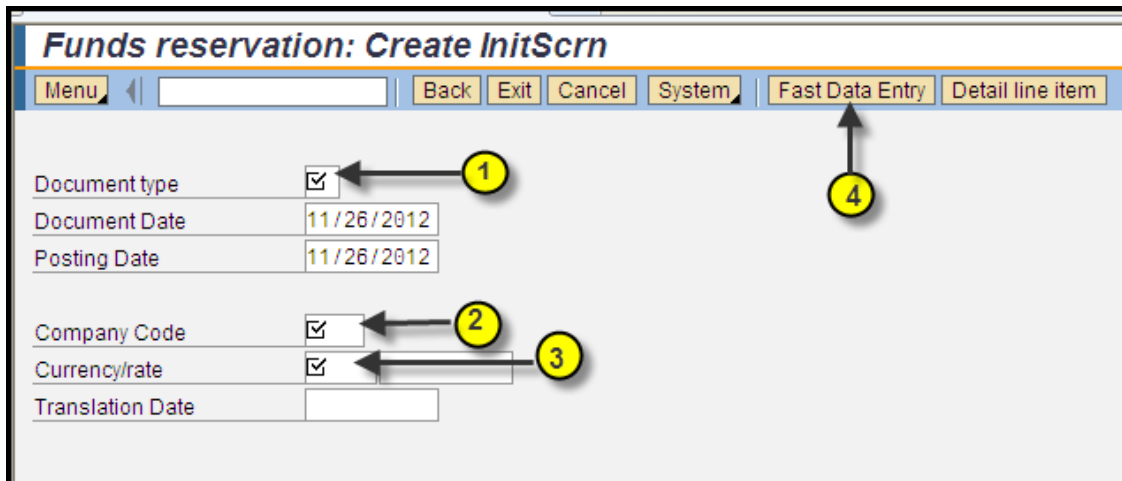 Funds reservation: Create InitScrn
Menu Back Exit Cancel System Fast Data Entry Detail line item
Document type 1
4
Document Date 11/26/2012
Posting Date 11/26/2012
Company Code 2
Currency/rate 3
Translation Date